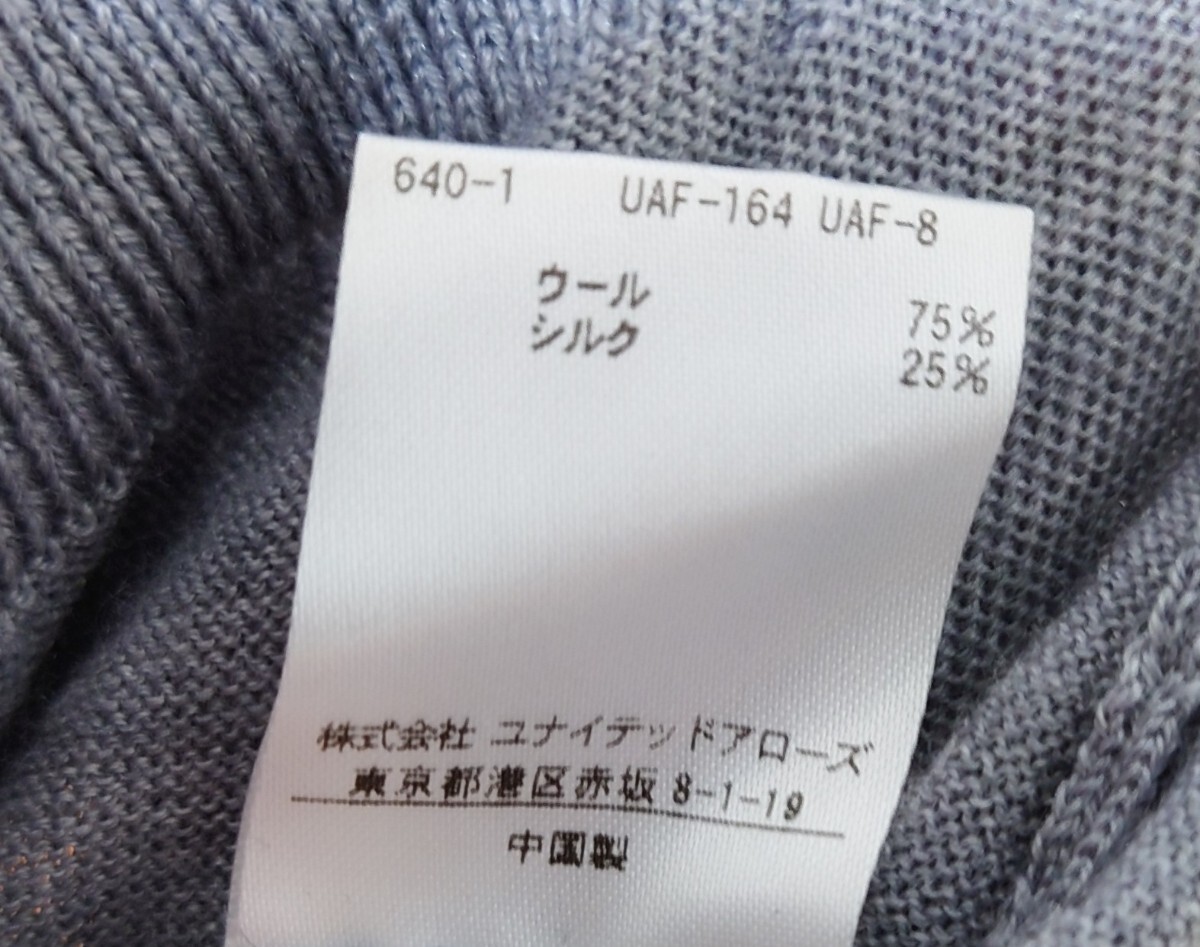 640-1 UAF-164 UAF-8
ウール 75%
シルク 25%
株式会社 ユナイテッドアローズ
東京都港区赤坂 8-1-19
中国製